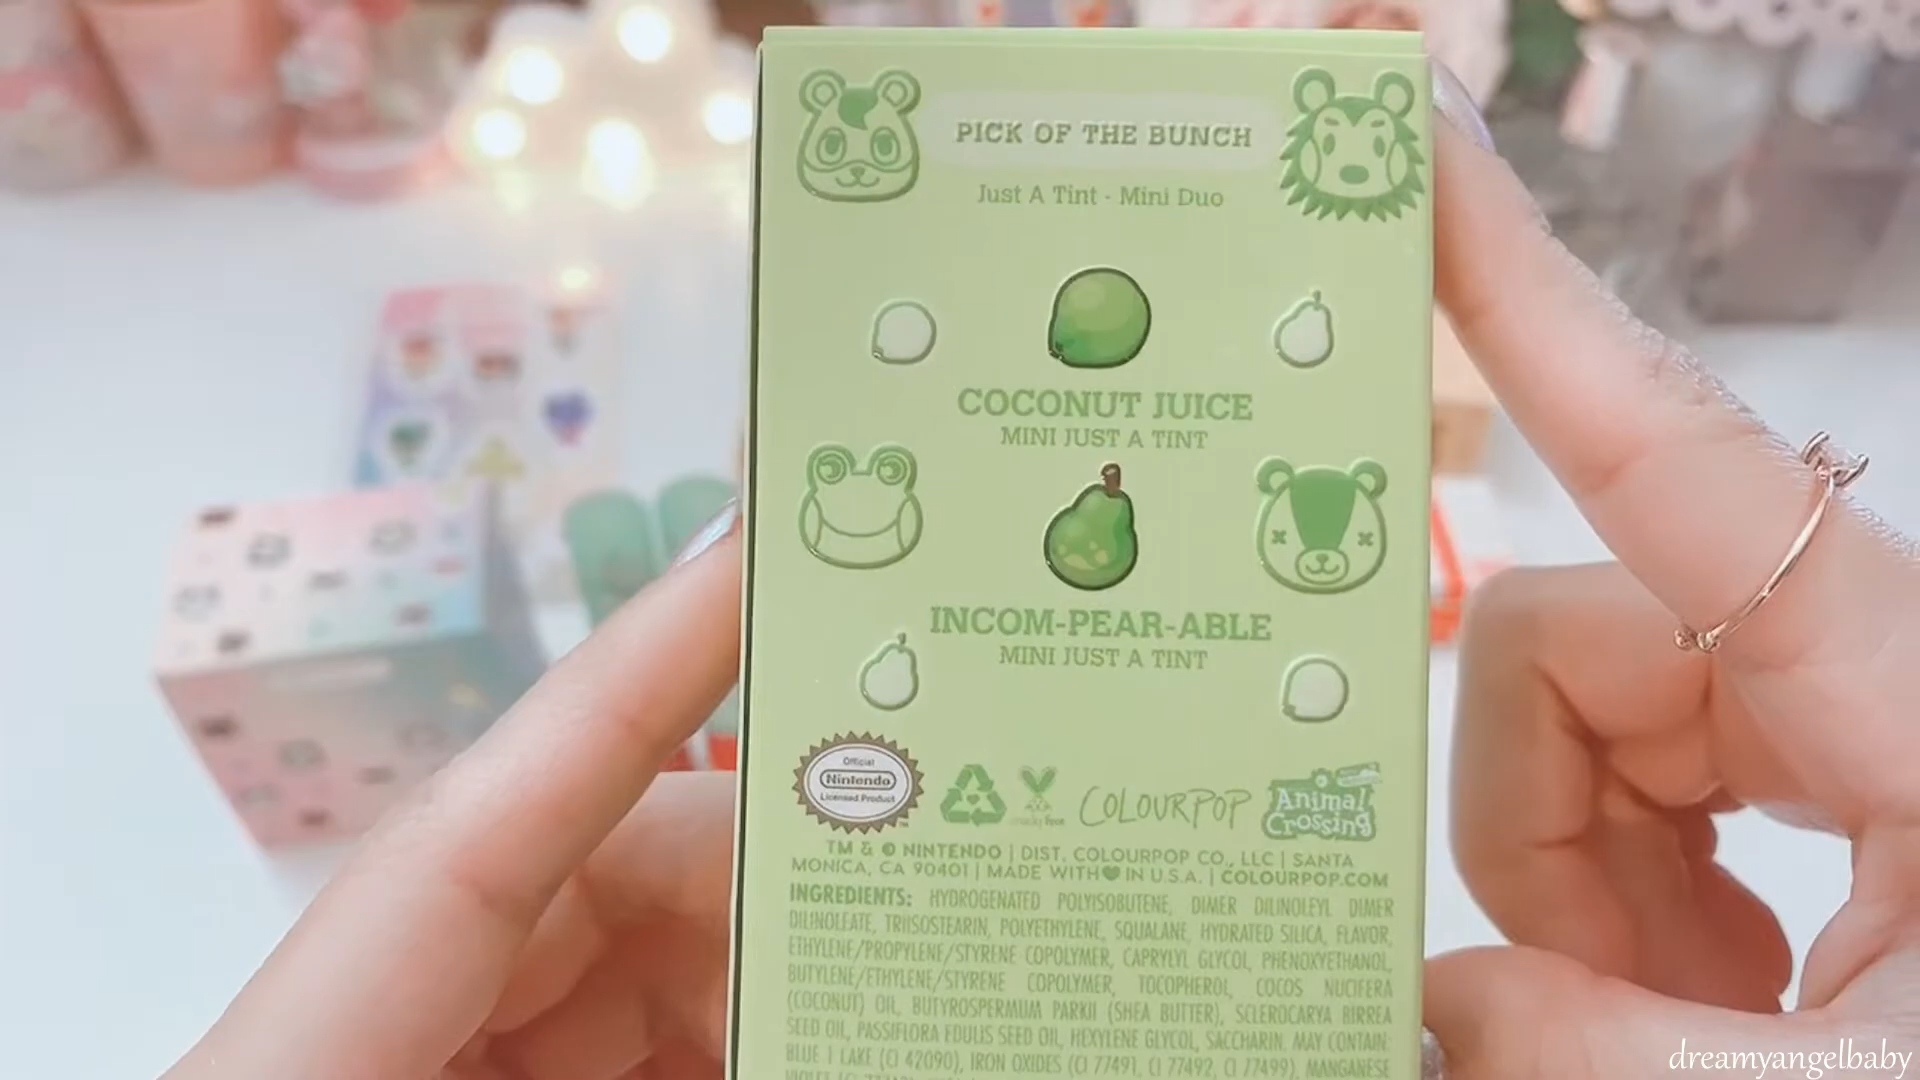 PICK OF THE BUNCH
Just A Tint - Mini Duo
COCONUT JUICE
MINI JUST A TINT
INCOM-PEAR-ABLE
MINI JUST A TINT
Official
Nintendo
Licensed Product
TM
cruelty free
COLOURPOP
Animal
Crossing
TM & © NINTENDO | DIST. COLOURPOP CO., LLC | SANTA
MONICA, CA 90401 | MADE WITH♥IN U.S.A. | COLOURPOP.COM
INGREDIENTS: HYDROGENATED POLYISOBUTENE, DIMER DILINOLEYL DIMER
DILINOLEATE, TRIISOSTEARIN, POLYETHYLENE, SQUALANE, HYDRATED SILICA, FLAVOR,
ETHYLENE/PROPYLENE/STYRENE COPOLYMER, CAPRYLYL GLYCOL, PHENOXYETHANOL,
BUTYLENE/ETHYLENE/STYRENE COPOLYMER, TOCOPHEROL, COCOS NUCIFERA
(COCONUT) OIL, BUTYROSPERMUM PARKII (SHEA BUTTER), SCLEROCARYA BIRREA
SEED OIL, PASSIFLORA EDULIS SEED OIL, HEXYLENE GLYCOL, SACCHARIN. MAY CONTAIN:
BLUE 1 LAKE (CI 42090), IRON OXIDES (CI 77491, CI 77492, CI 77499), MANGANESE
dreamyangelbaby